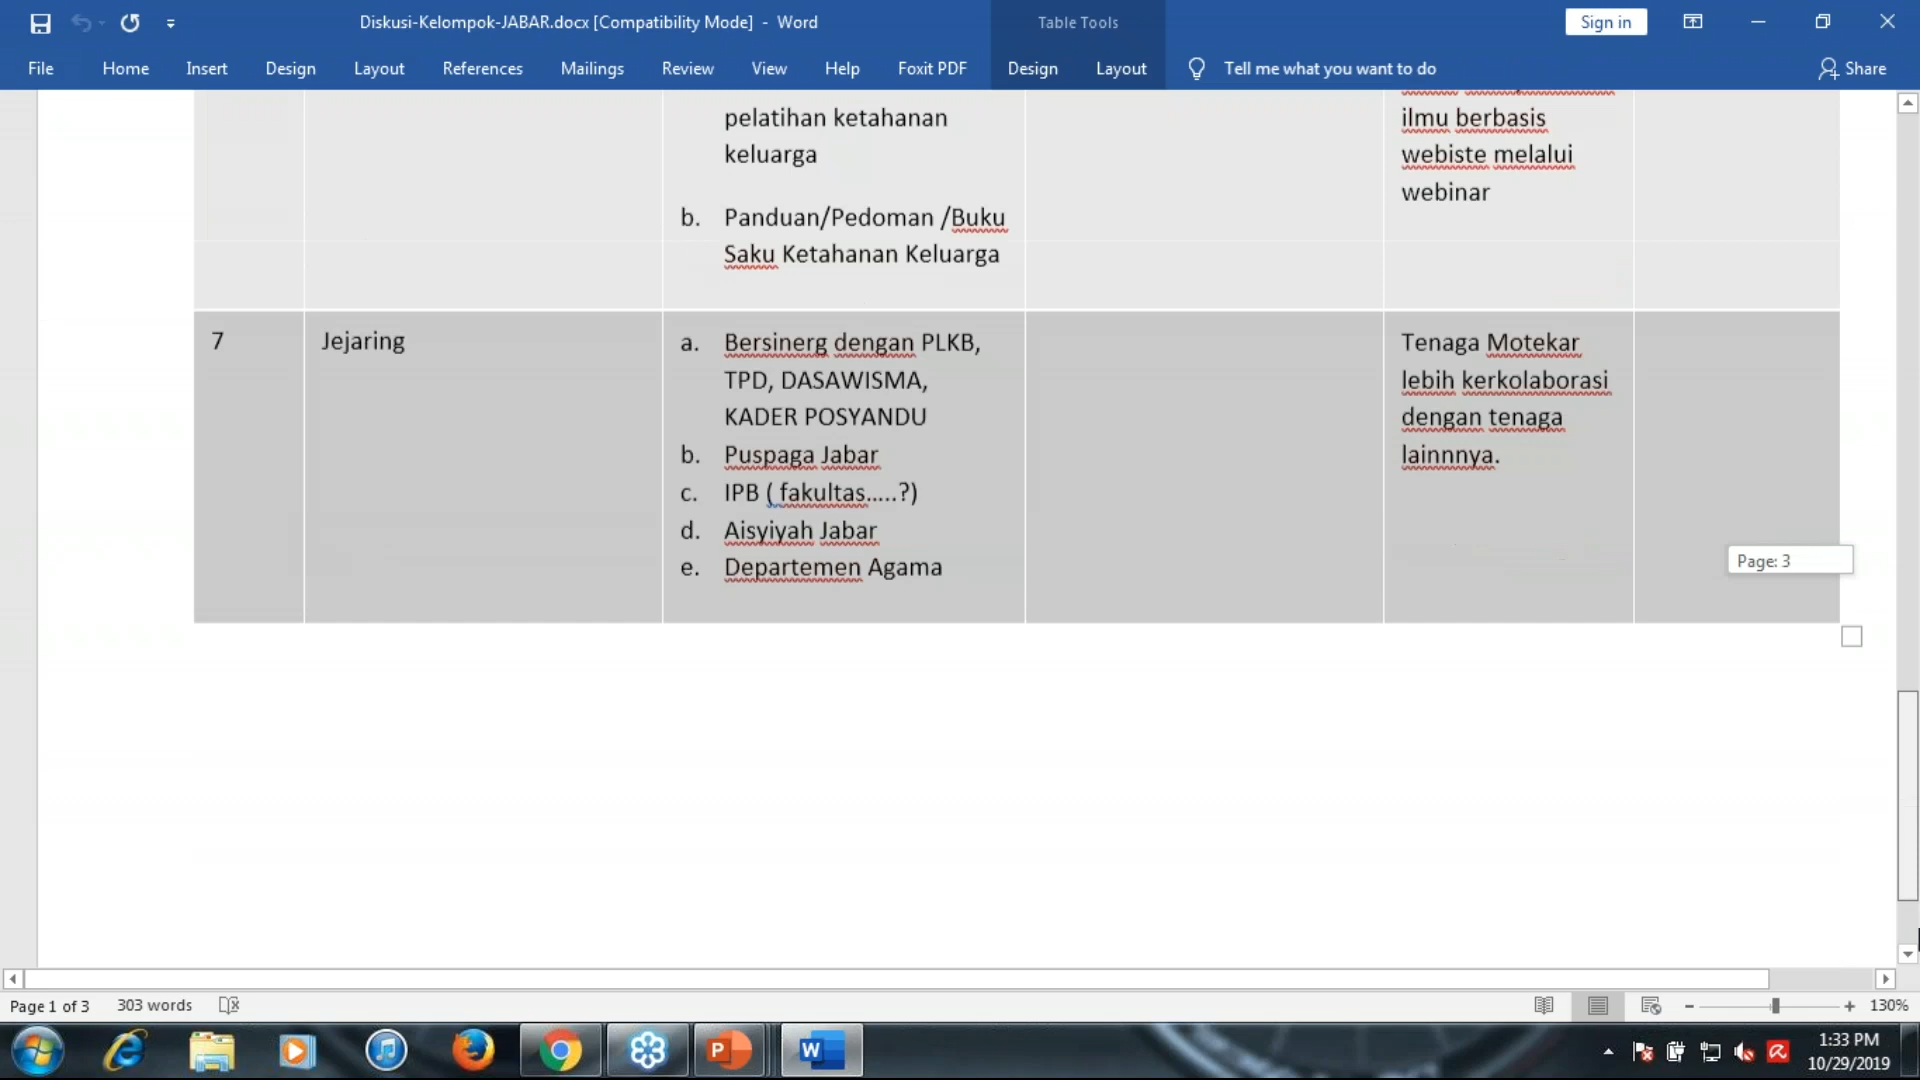 Diskusi-Kelompok-JABAR.docx [Compatibility Mode] - Word
Table Tools
Sign in
File
Home
Insert
Design
Layout
References
Mailings
Review
View
Help
Foxit PDF
Design
Layout
Tell me what you want to do
Share
pelatihan ketahanan
keluarga
b. Panduan/Pedoman /Buku
Saku Ketahanan Keluarga
ilmu berbasis
webiste melalui
webinar
7
Jejaring
a. Bersinerg dengan PLKB,
TPD, DASAWISMA,
KADER POSYANDU
b. Puspaga Jabar
c. IPB ( fakultas.....?)
d. Aisyiyah Jabar
e. Departemen Agama
Tenaga Motekar
lebih kerkolaborasi
dengan tenaga
lainnnya.
Page: 3
Page 1 of 3
303 words
130%
1:33 PM
10/29/2019